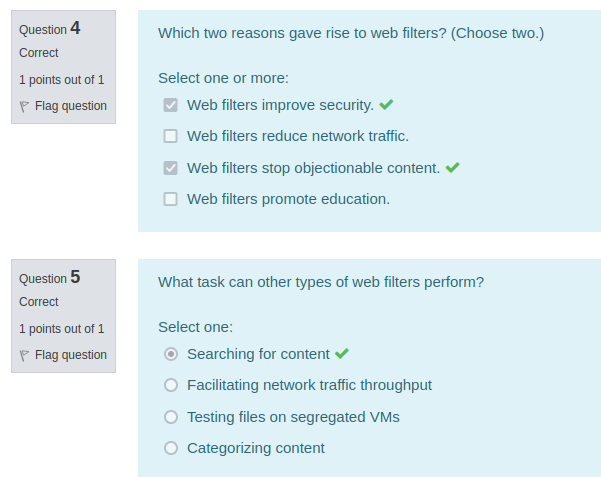 Question 4
Correct
1 points out of 1
Flag question
Which two reasons gave rise to web filters? (Choose two.)
Select one or more:
Web filters improve security.
Web filters reduce network traffic.
Web filters stop objectionable content.
Web filters promote education.
Question 5
Correct
1 points out of 1
Flag question
What task can other types of web filters perform?
Select one:
Searching for content
Facilitating network traffic throughput
Testing files on segregated VMs
Categorizing content